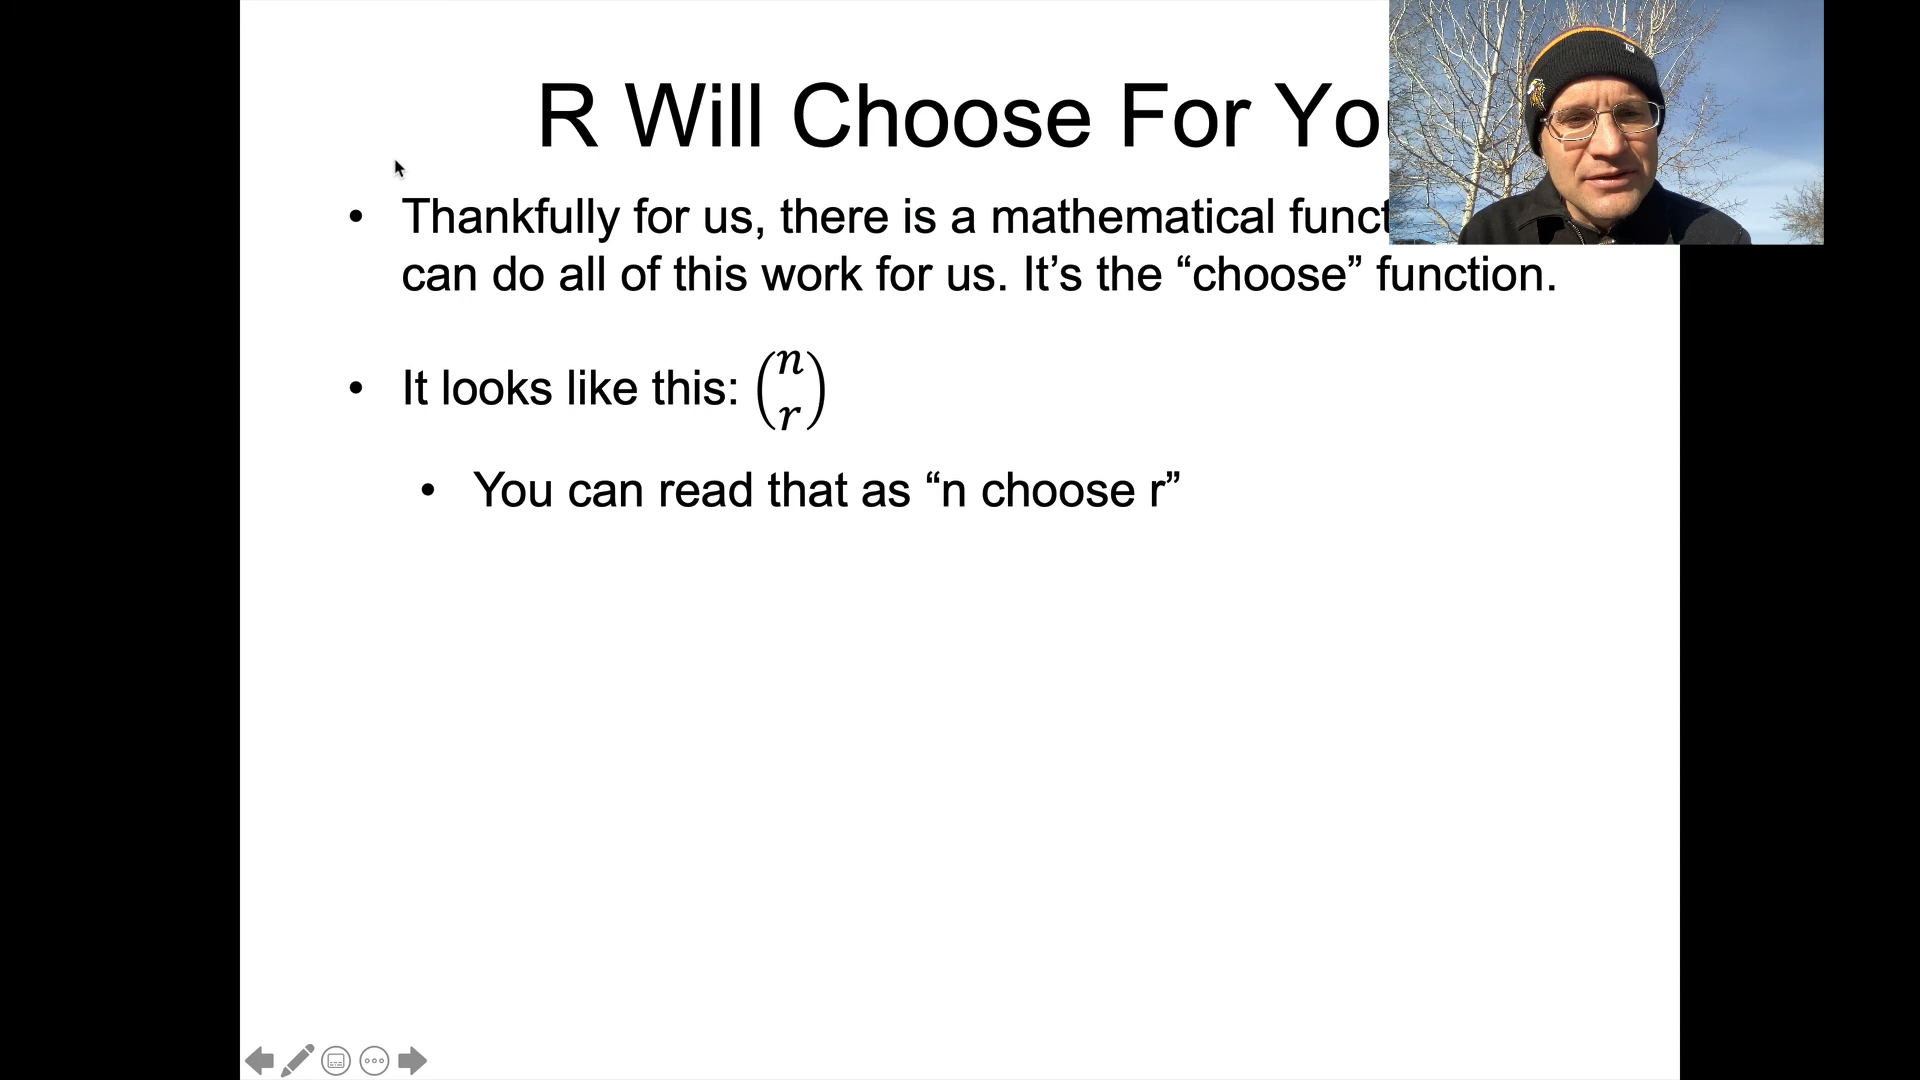 R Will Choose For Yo
• Thankfully for us, there is a mathematical funct
can do all of this work for us. It’s the “choose” function.
• It looks like this: (n
r)
• You can read that as “n choose r”